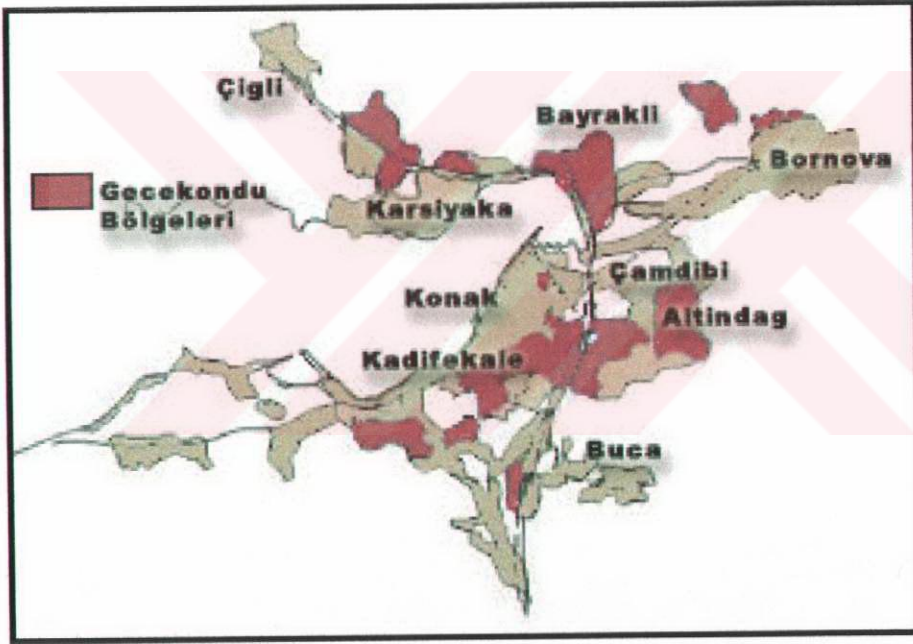 Çigli
Bayrakli
Bornova
Gecekondu
Bölgeleri
Karsiyaka
Çamdibi
Konak
Altindag
Kadifekale
Buca